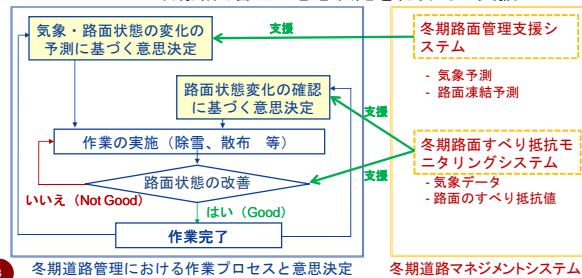 気象・路面状態の変化の
予測に基づく意思決定
支援
冬期路面管理支援シ
ステム
- 気象予測
- 路面凍結予測
路面状態変化の確認
に基づく意思決定
支援
作業の実施（除雪、散布　等）
冬期路面すべり抵抗モ
ニタリングシステム
支援
- 気象データ
- 路面のすべり抵抗値
路面状態の改善
いいえ（Not Good）
はい（Good）
作業完了
冬期道路管理における作業プロセスと意思決定
冬期道路マネジメントシステム